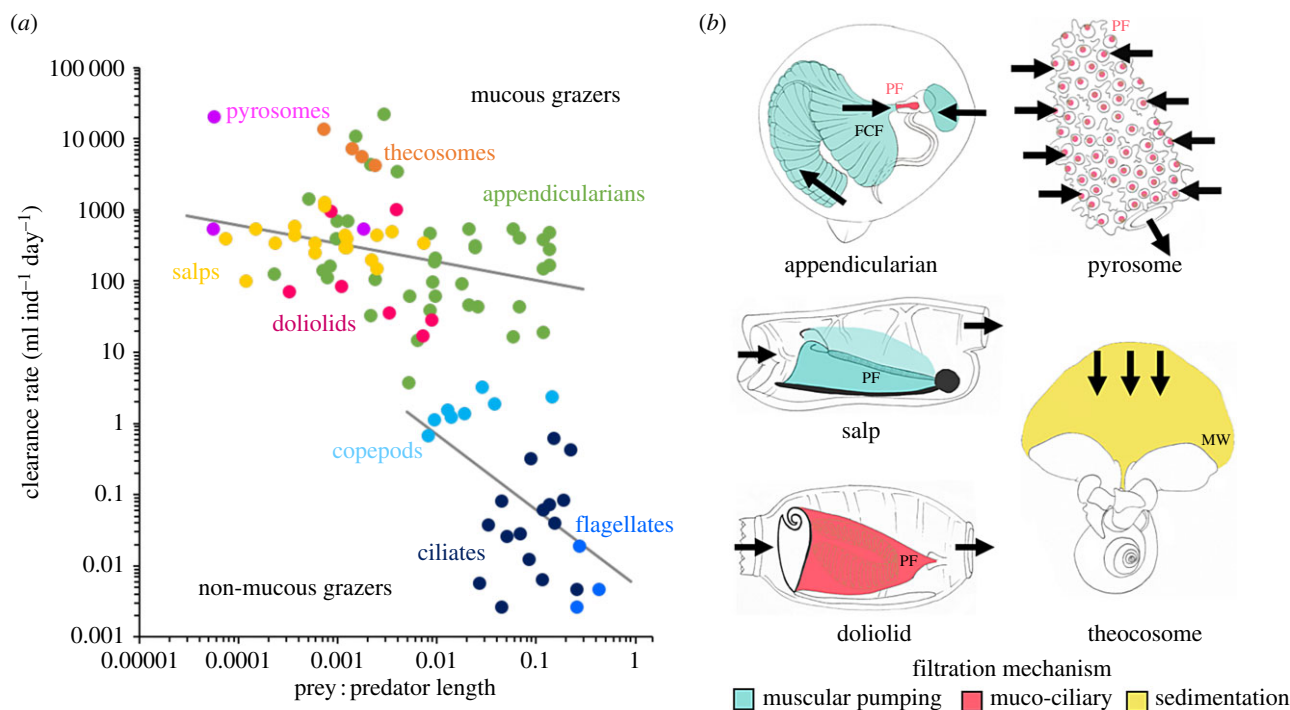 (a)
100 000
10 000
1000
100
10
1
0.1
0.01
0.001
0.00001
0.0001
0.001
0.01
0.1
1
clearance rate (ml ind⁻¹ day⁻¹)
prey : predator length
mucous grazers
pyrosomes
thecosomes
appendicularians
salps
doliolids
copepods
flagellates
ciliates
non-mucous grazers
(b)
PF
FCF
appendicularian
PF
pyrosome
PF
salp
MW
theocosome
PF
doliolid
filtration mechanism
muscular pumping
muco-ciliary
sedimentation